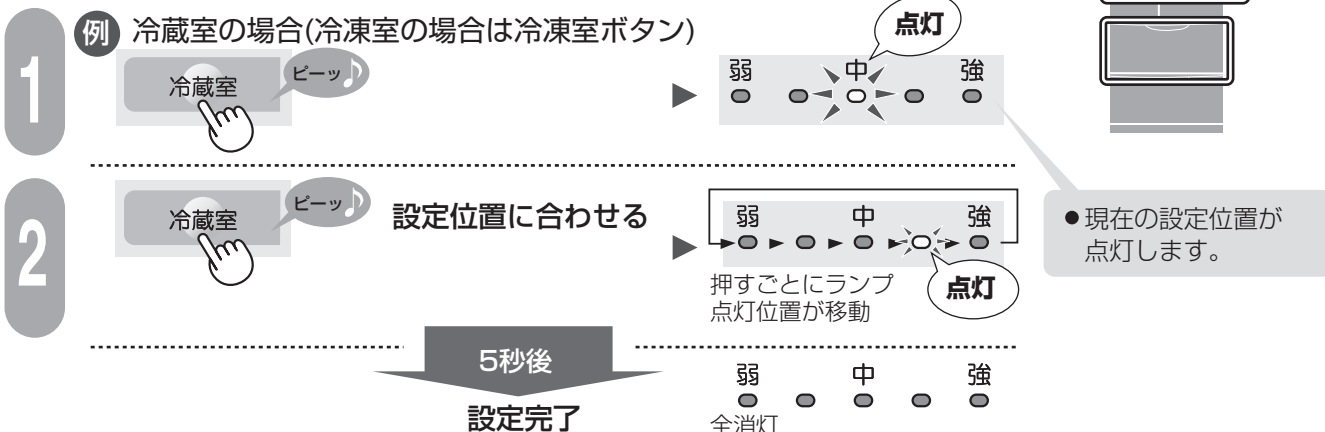 1
例 冷蔵室の場合(冷凍室の場合は冷凍室ボタン)
冷蔵室
ピーッ♪
点灯
弱 中 強
2
冷蔵室
ピーッ♪
設定位置に合わせる
弱 中 強
押すごとにランプ
点灯位置が移動
点灯
●現在の設定位置が
点灯します。
5秒後
設定完了
弱 中 強
全消灯